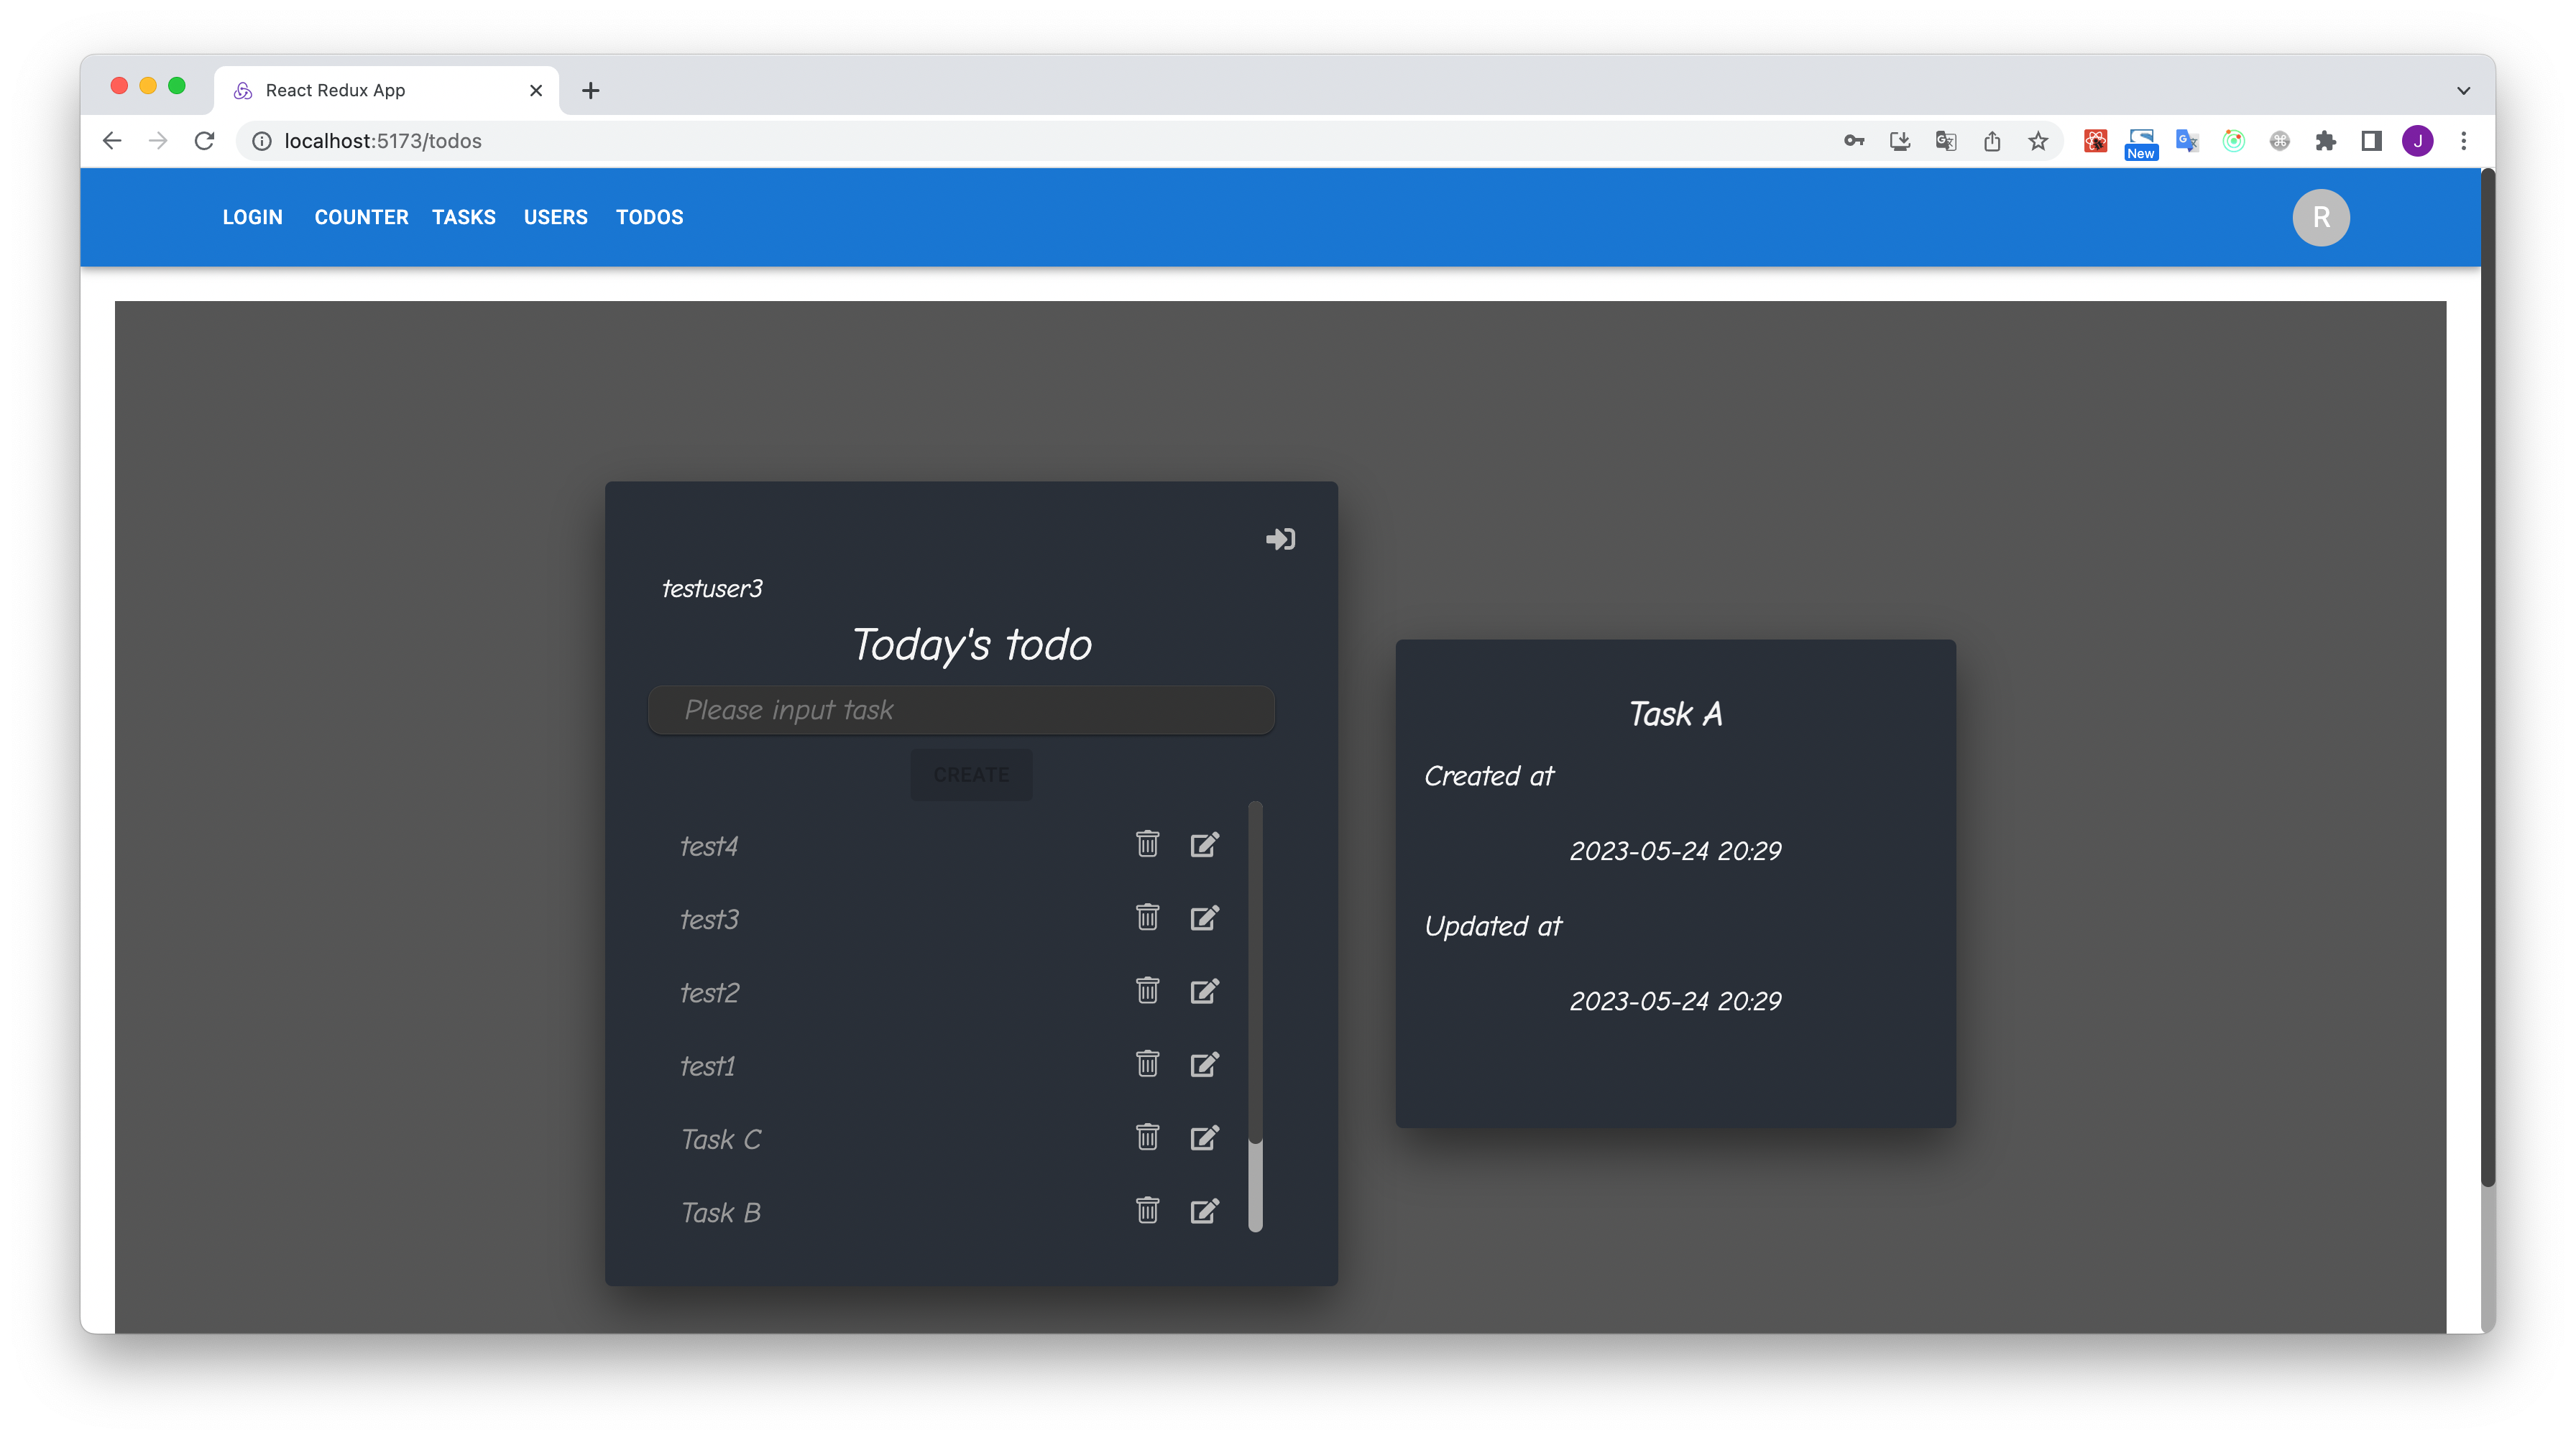 React Redux App
localhost:5173/todos
New
J
LOGIN COUNTER TASKS USERS TODOS
R
testuser3
Today's todo
Please input task
CREATE
test4
test3
test2
test1
Task C
Task B
Task A
Created at
2023-05-24 20:29
Updated at
2023-05-24 20:29